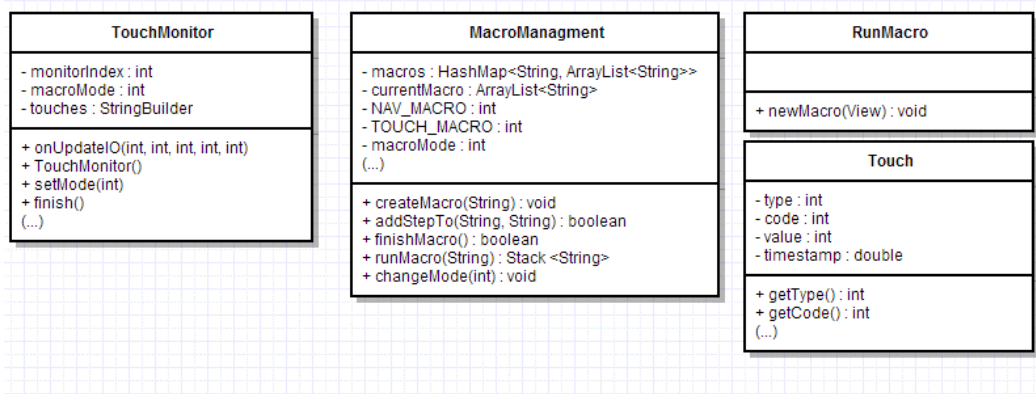 TouchMonitor
- monitorIndex : int
- macroMode : int
- touches : StringBuilder
+ onUpdateIO(int, int, int, int, int)
+ TouchMonitor()
+ setMode(int)
+ finish()
(...)
MacroManagment
- macros : HashMap<String, ArrayList<String>>
- currentMacro : ArrayList<String>
- NAV_MACRO : int
- TOUCH_MACRO : int
- macroMode : int
(...)
+ createMacro(String) : void
+ addStepTo(String, String) : boolean
+ finishMacro() : boolean
+ runMacro(String) : Stack <String>
+ changeMode(int) : void
RunMacro
+ newMacro(View) : void
Touch
- type : int
- code : int
- value : int
- timestamp : double
+ getType() : int
+ getCode() : int
(...)